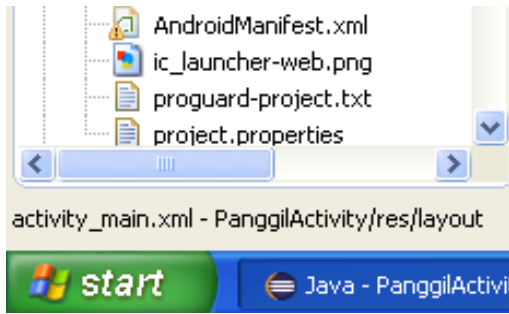 AndroidManifest.xml
ic_launcher-web.png
proguard-project.txt
project.properties
activity_main.xml - PanggilActivity/res/layout
start
Java - PanggilActivi